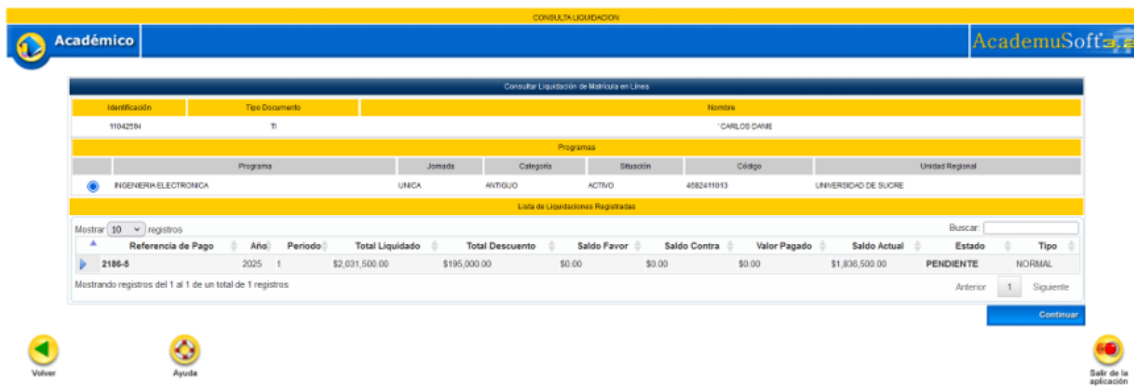 CONSULTA LIQUIDACION
Académico AcademuSoft 3.2
Consultar Liquidación de Matrícula en Línea
Identificación Tipo Documento Nombre
11042594 TI CARLOS DANIE
Programas
Programa Jornada Categoría Situación Código Unidad Regional
INGENIERIA ELECTRONICA UNICA ANTIGUO ACTIVO 4582411013 UNIVERSIDAD DE SUCRE
Lista de Liquidaciones Registradas
Mostrar 10 registros Buscar:
Referencia de Pago Año Periodo Total Liquidado Total Descuento Saldo Favor Saldo Contra Valor Pagado Saldo Actual Estado Tipo
2186-5 2025 1 $2,031,500.00 $195,000.00 $0.00 $0.00 $0.00 $1,836,500.00 PENDIENTE NORMAL
Mostrando registros del 1 al 1 de un total de 1 registros Anterior 1 Siguiente
Continuar
Volver Ayuda Salir de la
aplicación